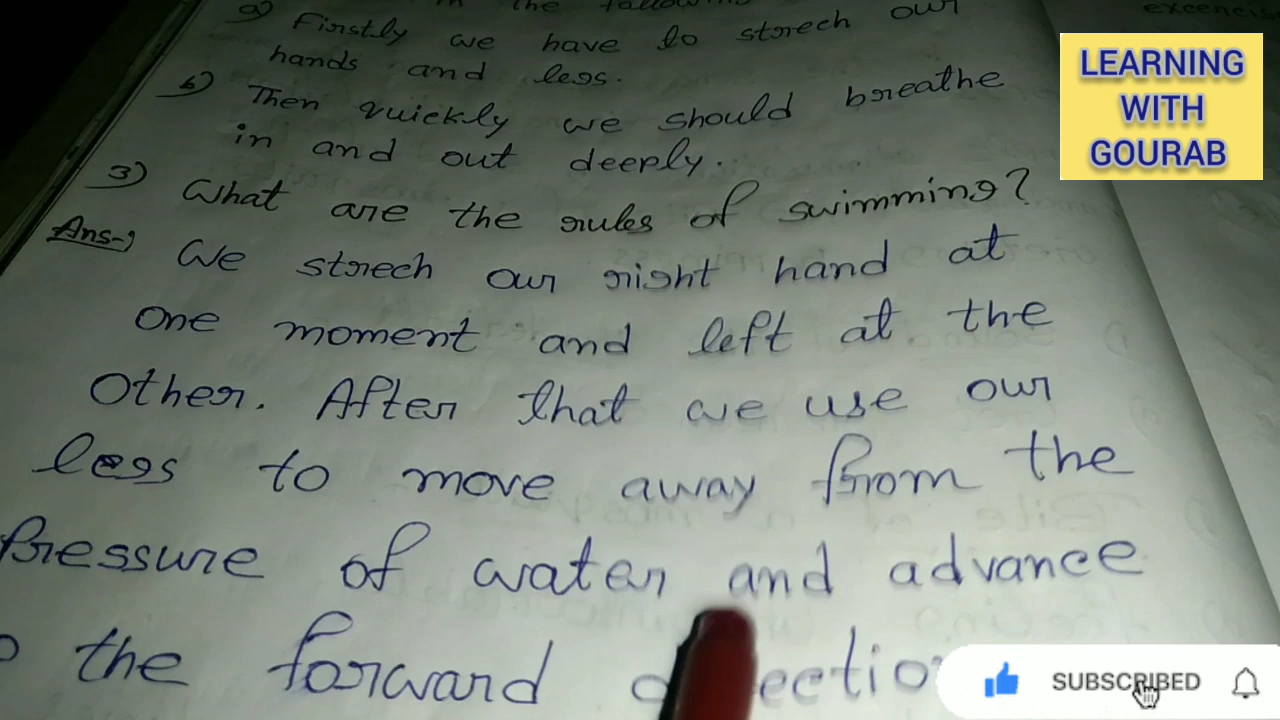 in the following
a) Firstly we have to strech our
hands and legs.
b) Then quickly we should breathe
in and out deeply.
3) What are the rules of swimming?
Ans-) We strech our right hand at
one moment and left at the
other. After that we use our
legs to move away from the
pressure of water and advance
the forward
LEARNING
WITH
GOURAB
SUBSCRIBED